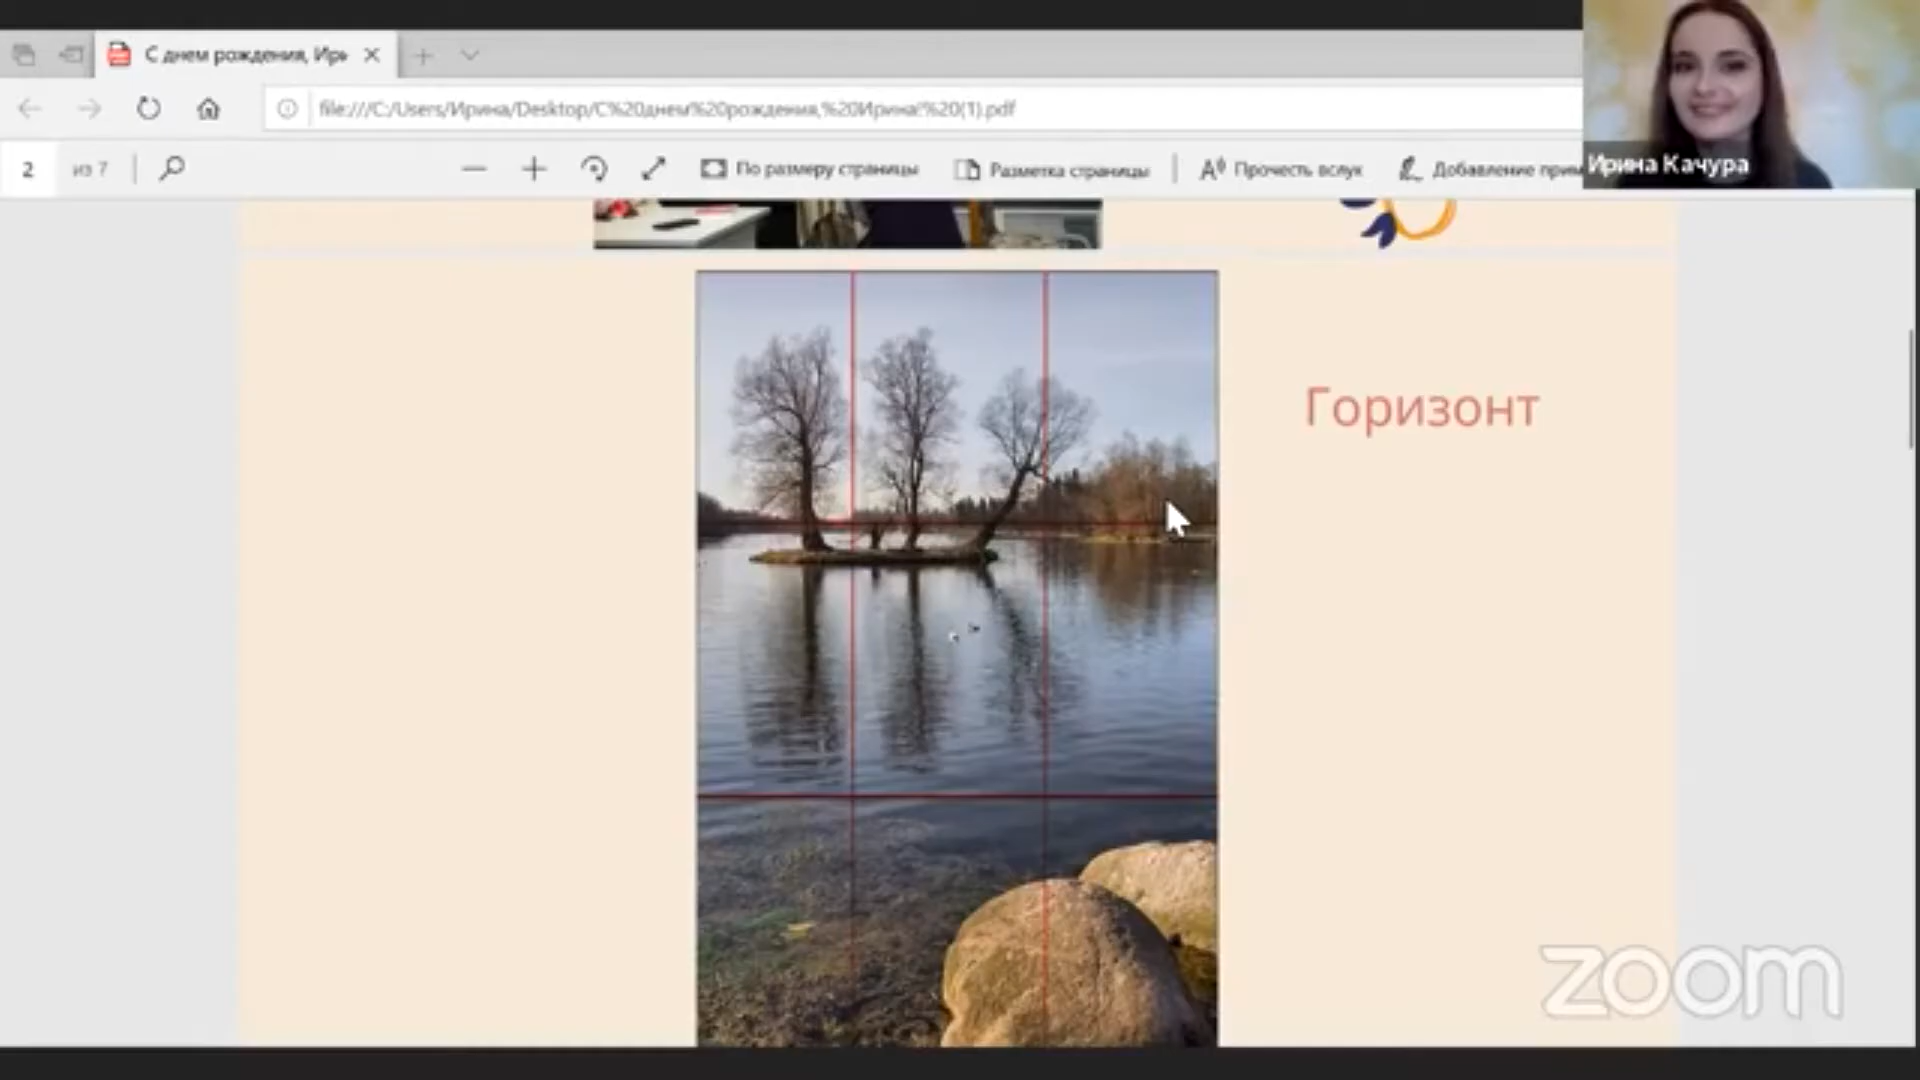 С днем рождения, Ири
file:///C:/Users/Ирина/Desktop/С%20днем%20рождения,%20Ирина!%20(1).pdf
2 из 7 По размеру страницы Разметка страницы Прочесть вслух Добавление прим
Ирина Качура
Горизонт
zoom